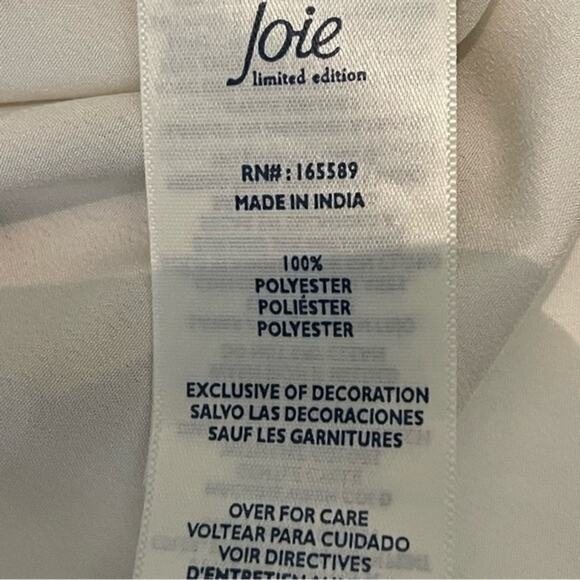 Joie
limited edition
RN#: 165589
MADE IN INDIA
100%
POLYESTER
POLIÉSTER
POLYESTER
EXCLUSIVE OF DECORATION
SALVO LAS DECORACIONES
SAUF LES GARNITURES
OVER FOR CARE
VOLTEAR PARA CUIDADO
VOIR DIRECTIVES
D'ENTRETIEN